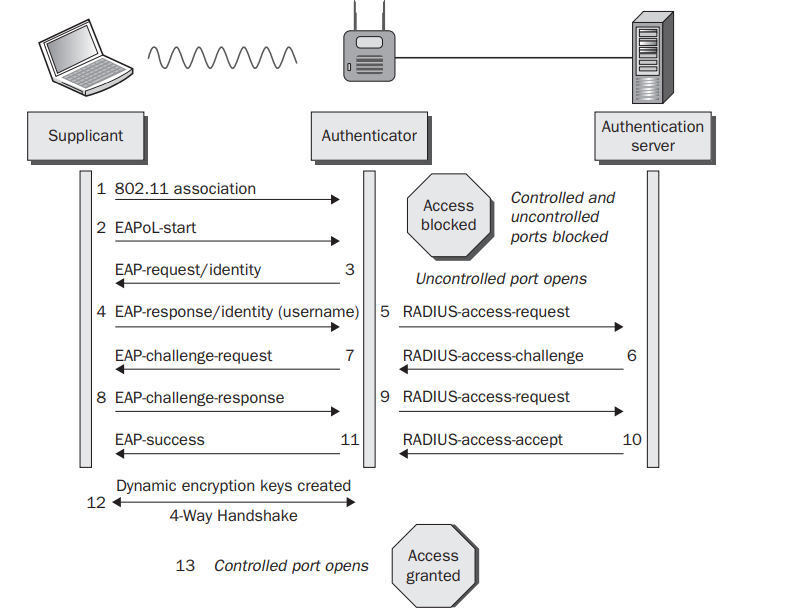 Supplicant
Authenticator
Authentication
server
1 802.11 association
Access
blocked
Controlled and
uncontrolled
ports blocked
2 EAPoL-start
EAP-request/identity 3
Uncontrolled port opens
4 EAP-response/identity (username)
5 RADIUS-access-request
EAP-challenge-request 7
RADIUS-access-challenge 6
8 EAP-challenge-response
9 RADIUS-access-request
EAP-success 11
RADIUS-access-accept 10
Dynamic encryption keys created
12
4-Way Handshake
13 Controlled port opens
Access
granted